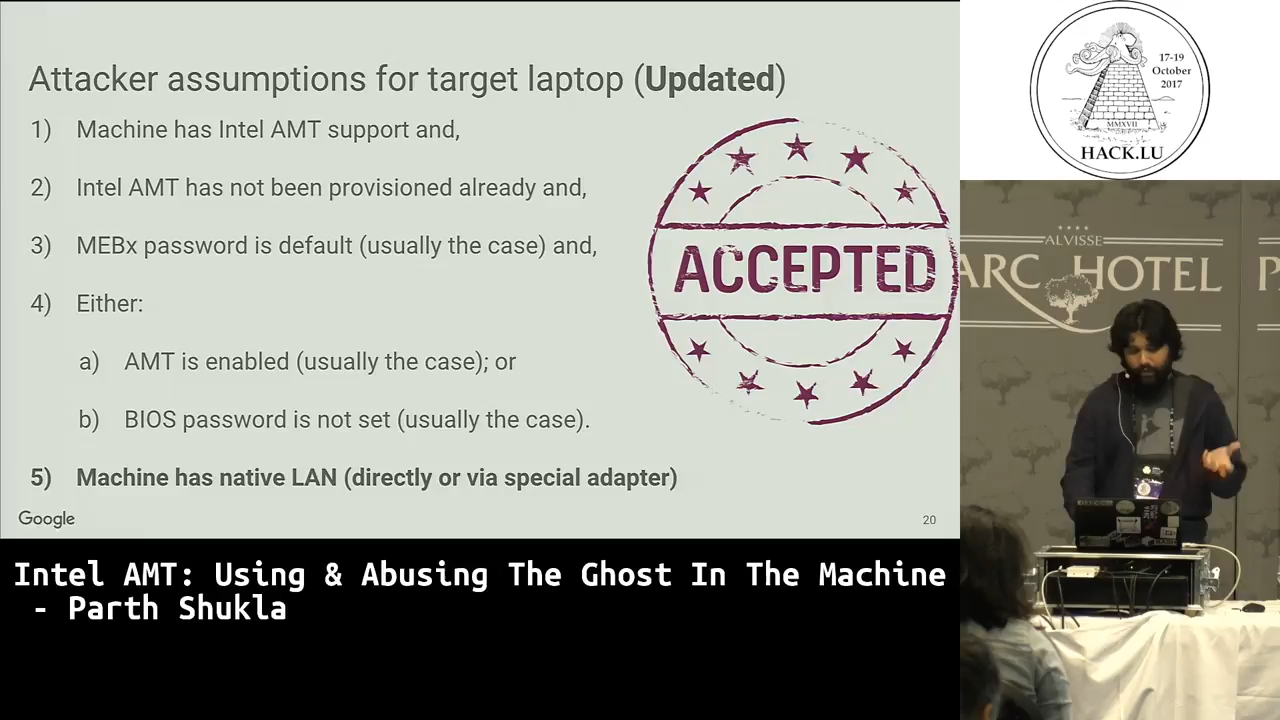 Attacker assumptions for target laptop (Updated)
1) Machine has Intel AMT support and,
2) Intel AMT has not been provisioned already and,
3) MEBx password is default (usually the case) and,
4) Either:
a) AMT is enabled (usually the case); or
b) BIOS password is not set (usually the case).
5) Machine has native LAN (directly or via special adapter)
ACCEPTED
Google
20
Intel AMT: Using & Abusing The Ghost In The Machine
- Parth Shukla
17-19
October
2017
MMXVII
HACK.LU
ALVISSE
ARC HOTEL
P